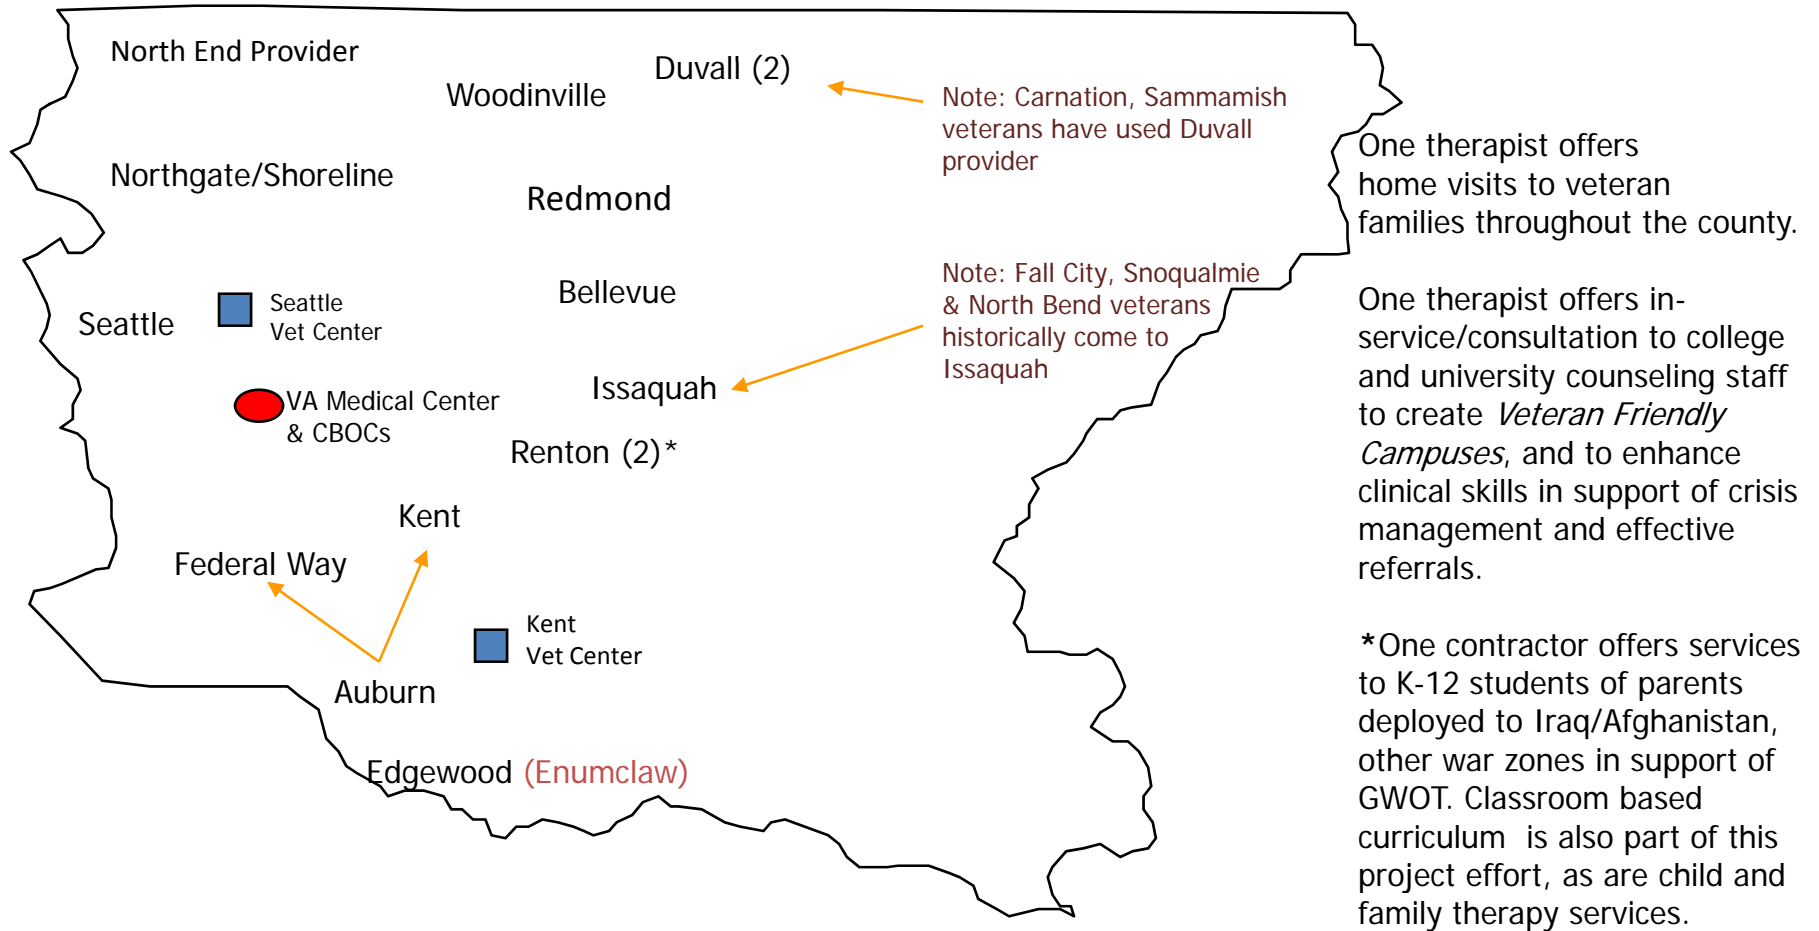 North End Provider
Duvall (2)
Woodinville
Note: Carnation, Sammamish
veterans have used Duvall
provider
Northgate/Shoreline
Redmond
Note: Fall City, Snoqualmie
& North Bend veterans
historically come to
Issaquah
Bellevue
Seattle
Vet Center
Seattle
Issaquah
VA Medical Center
& CBOCs
Renton (2)*
Kent
Federal Way
Kent
Vet Center
Auburn
Edgewood (Enumclaw)
One therapist offers
home visits to veteran
families throughout the county.
One therapist offers in-
service/consultation to college
and university counseling staff
to create Veteran Friendly
Campuses, and to enhance
clinical skills in support of crisis
management and effective
referrals.
*One contractor offers services
to K-12 students of parents
deployed to Iraq/Afghanistan,
other war zones in support of
GWOT. Classroom based
curriculum is also part of this
project effort, as are child and
family therapy services.